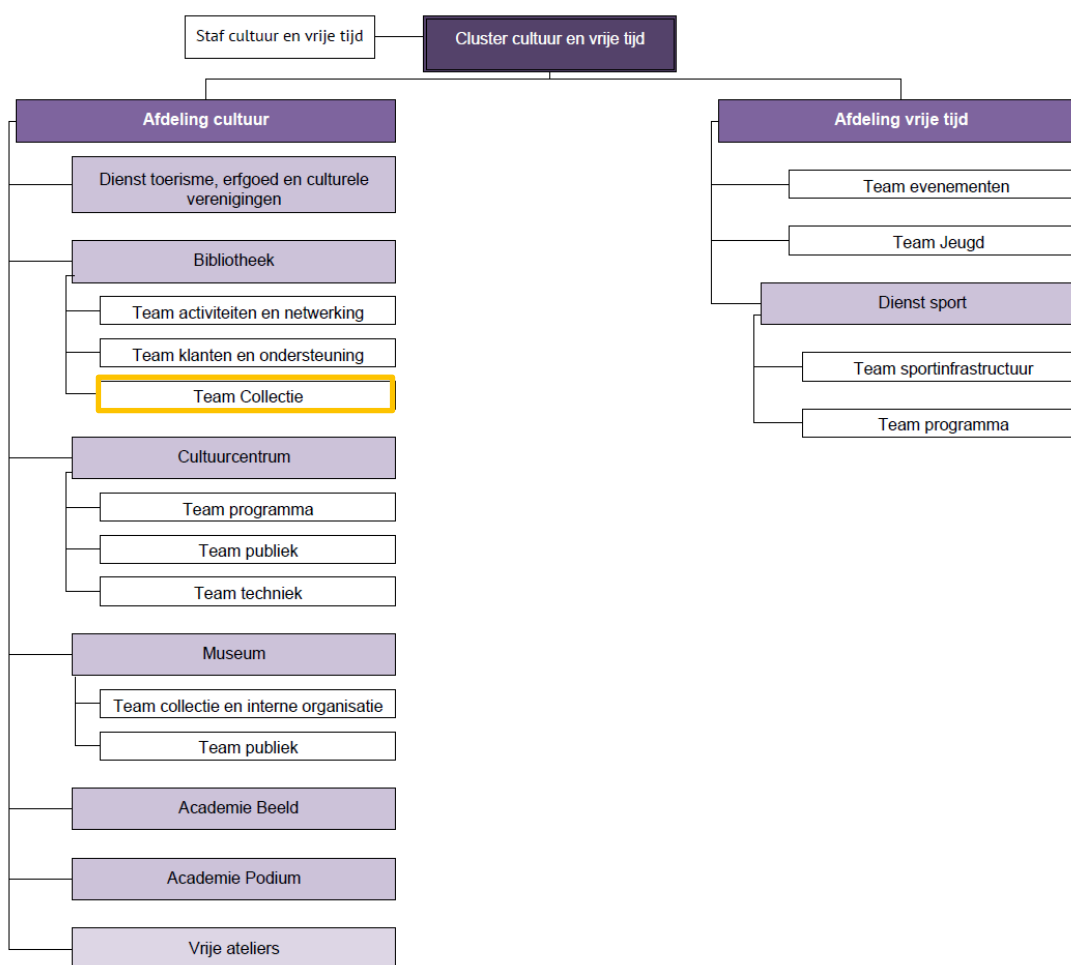 Staf cultuur en vrije tijd
Cluster cultuur en vrije tijd
Afdeling cultuur
Dienst toerisme, erfgoed en culturele
verenigingen
Bibliotheek
Team activiteiten en netwerking
Team klanten en ondersteuning
Team Collectie
Cultuurcentrum
Team programma
Team publiek
Team techniek
Museum
Team collectie en interne organisatie
Team publiek
Academie Beeld
Academie Podium
Vrije ateliers
Afdeling vrije tijd
Team evenementen
Team Jeugd
Dienst sport
Team sportinfrastructuur
Team programma